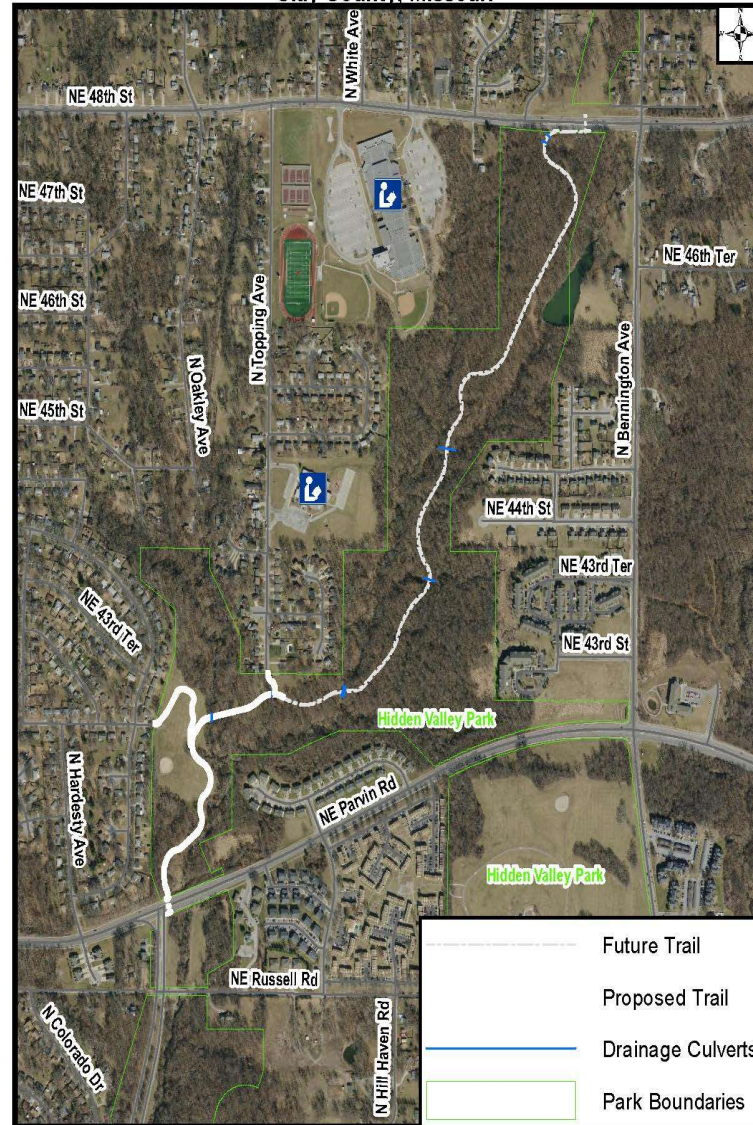 Clay County, Missouri
N
W
S
N White Ave
NE 48th St
NE 47th St
NE 46th Ter
NE 46th St
N Topping Ave
N Oakley Ave
N Bennington Ave
NE 45th St
NE 44th St
NE 43rd Ter
NE 43rd Ter
NE 43rd St
Hidden Valley Park
N Hardesty Ave
NE Parvin Rd
Hidden Valley Park
NE Russell Rd
N Colorado Dr
N Hill Haven Rd
Future Trail
Proposed Trail
Drainage Culverts
Park Boundaries